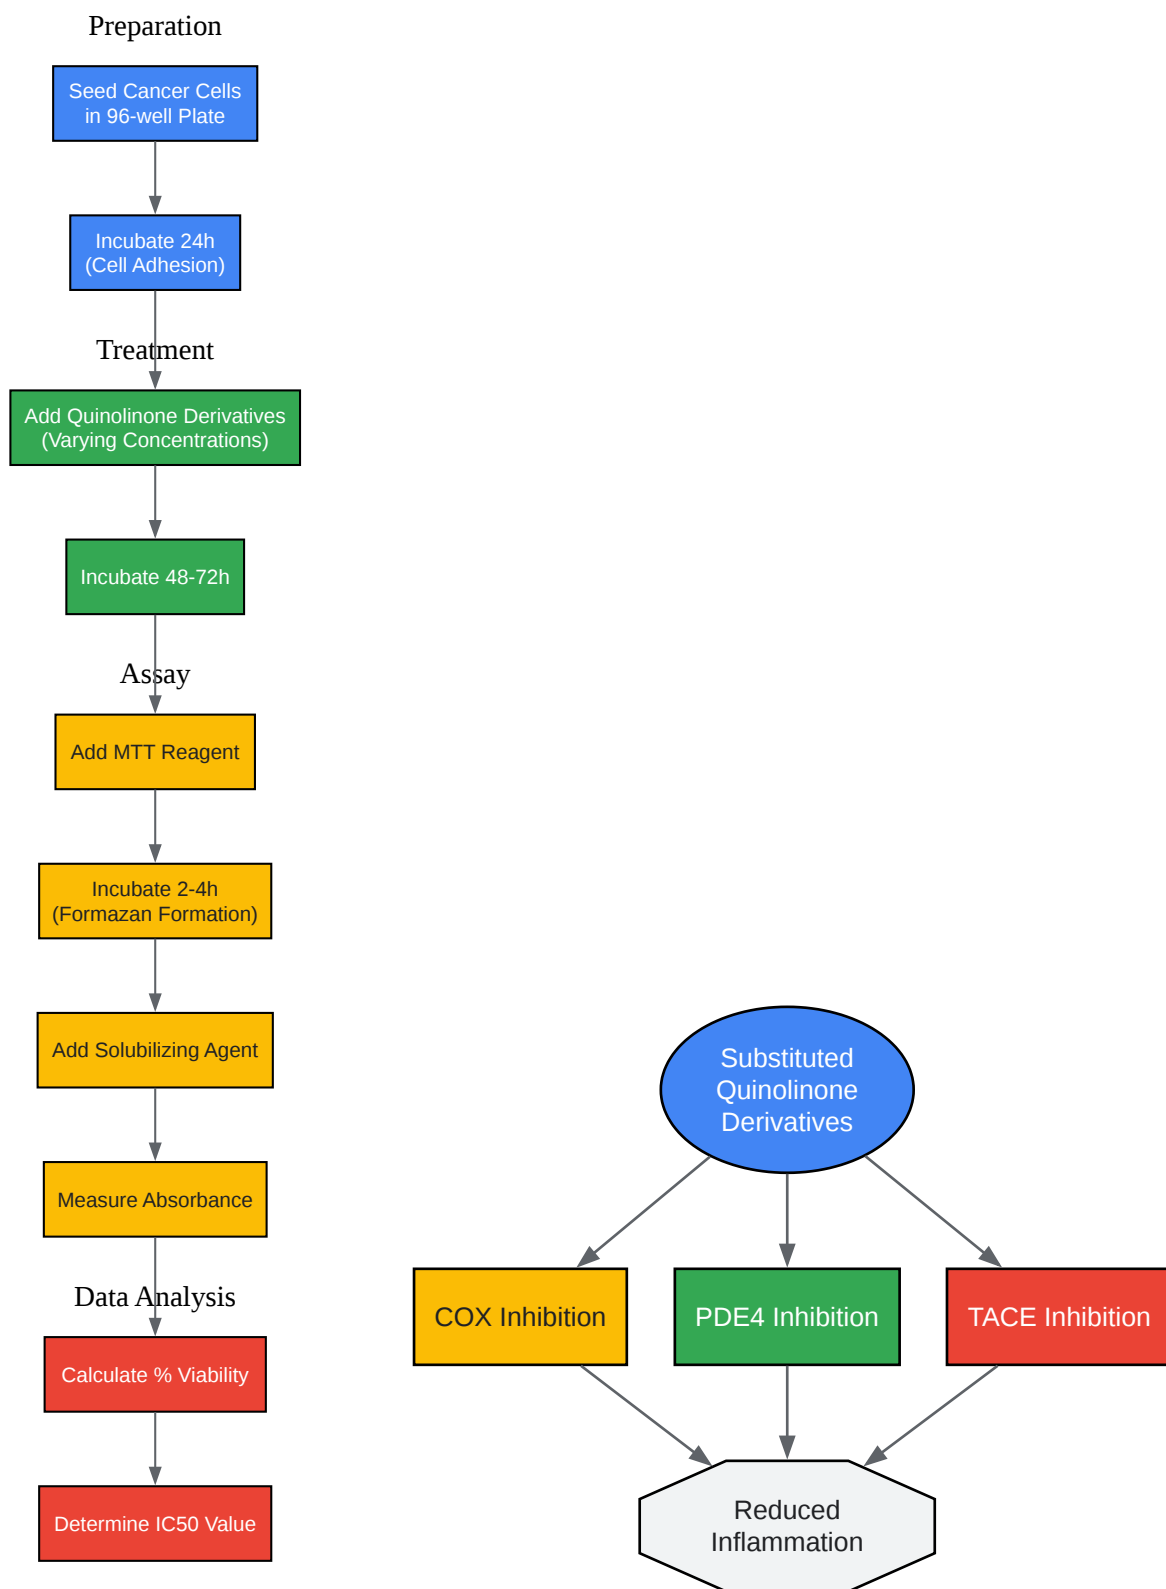 Preparation
Seed Cancer Cells
in 96-well Plate
Incubate 24h
(Cell Adhesion)
Treatment
Add Quinolinone Derivatives
(Varying Concentrations)
Incubate 48-72h
Assay
Add MTT Reagent
Incubate 2-4h
(Formazan Formation)
Add Solubilizing Agent
Measure Absorbance
Data Analysis
Calculate % Viability
Determine IC50 Value
Substituted
Quinolinone
Derivatives
COX Inhibition
PDE4 Inhibition
TACE Inhibition
Reduced
Inflammation